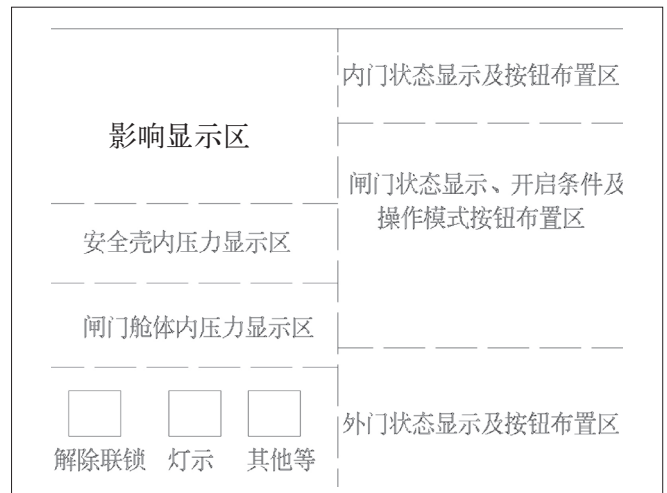 影响显示区
安全壳内压力显示区
闸门舱体内压力显示区
解除联锁 灯示 其他等
内门状态显示及按钮布置区
闸门状态显示、开启条件及
操作模式按钮布置区
外门状态显示及按钮布置区